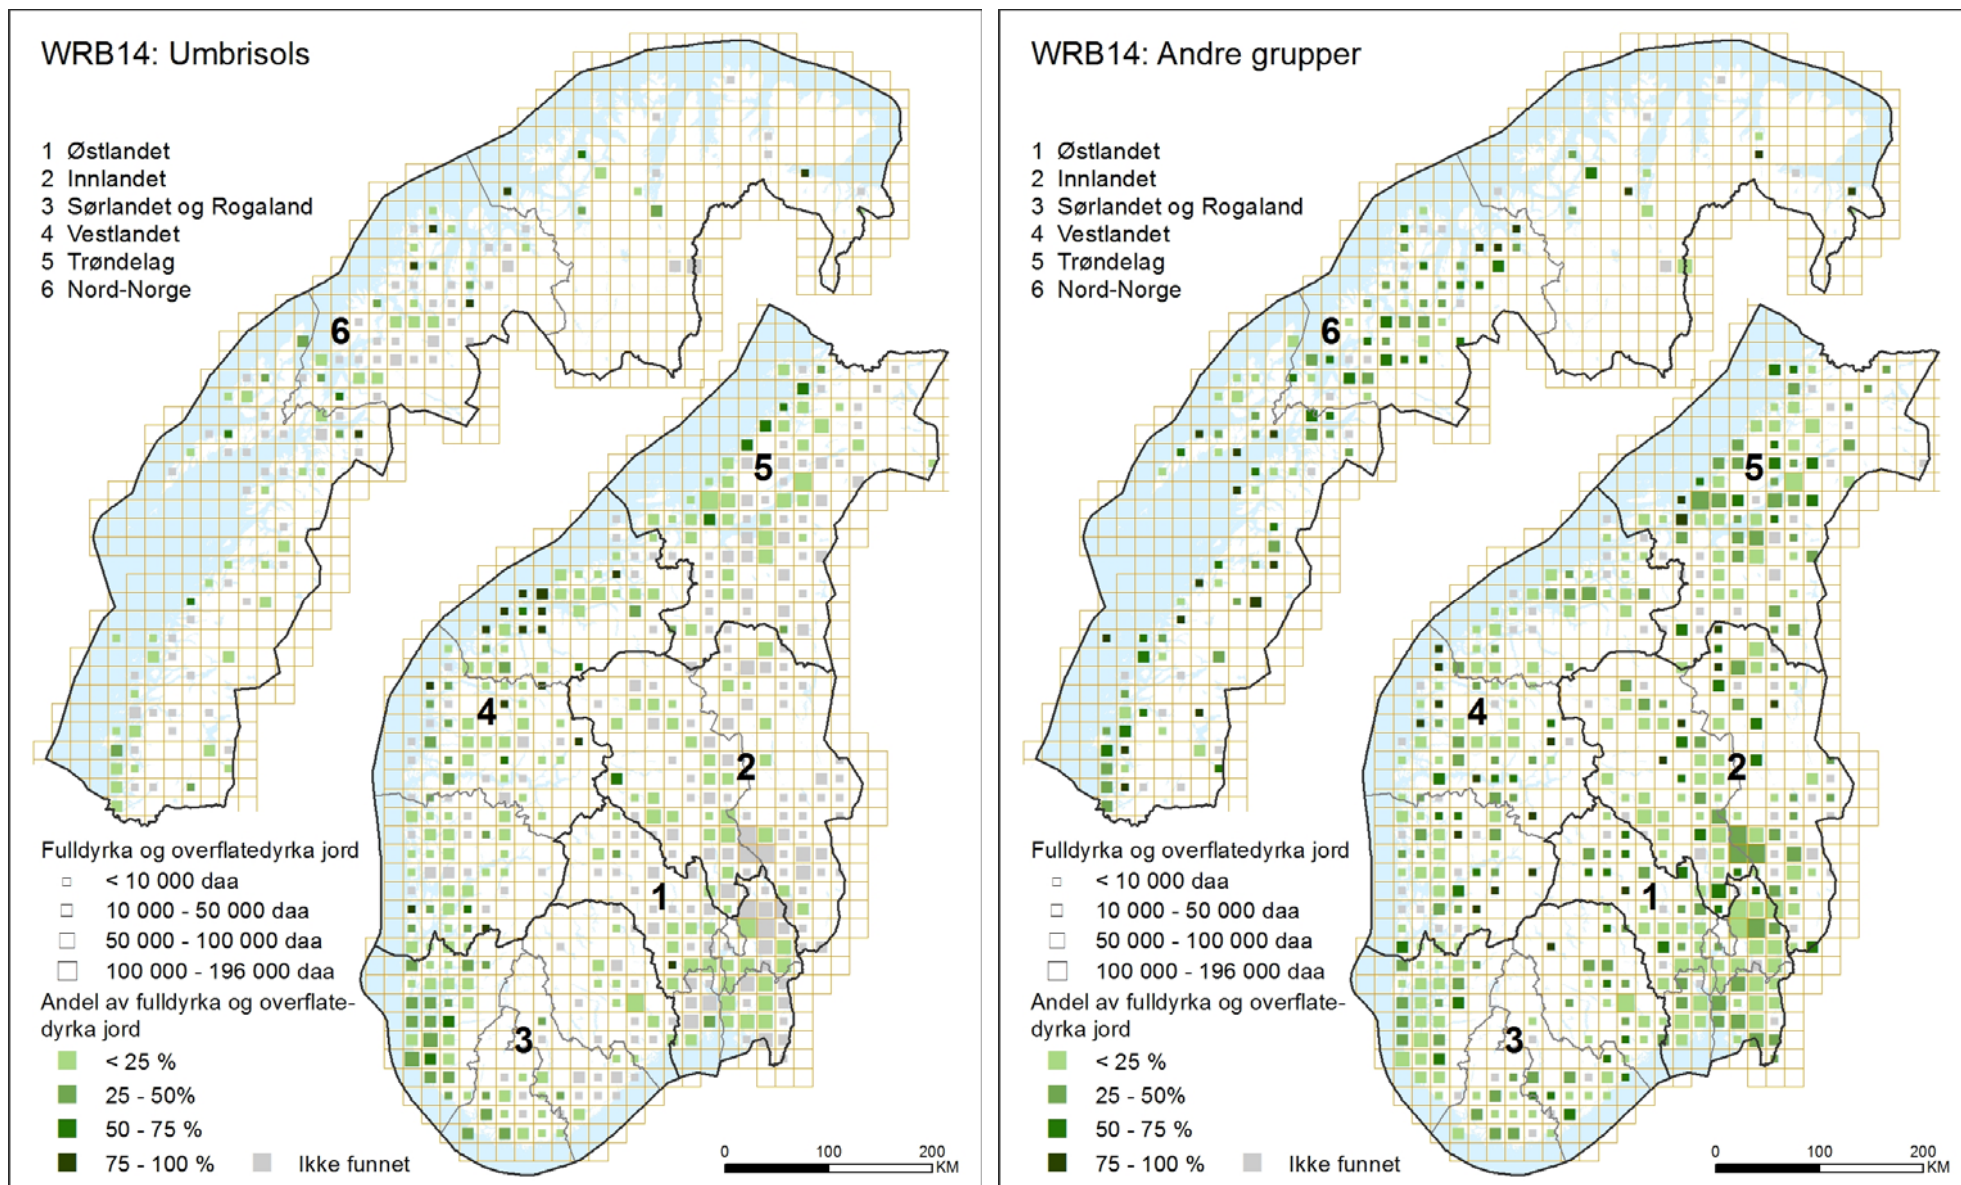 WRB14: Umbrisols
1 Østlandet
2 Innlandet
3 Sørlandet og Rogaland
4 Vestlandet
5 Trøndelag
6 Nord-Norge
6
5
4
2
1
3
Fulldyrka og overflatedyrka jord
< 10 000 daa
10 000 - 50 000 daa
50 000 - 100 000 daa
100 000 - 196 000 daa
Andel av fulldyrka og overflate-
dyrka jord
< 25 %
25 - 50%
50 - 75 %
75 - 100 %
Ikke funnet
0 100 200
KM
WRB14: Andre grupper
1 Østlandet
2 Innlandet
3 Sørlandet og Rogaland
4 Vestlandet
5 Trøndelag
6 Nord-Norge
6
5
4
2
1
3
Fulldyrka og overflatedyrka jord
< 10 000 daa
10 000 - 50 000 daa
50 000 - 100 000 daa
100 000 - 196 000 daa
Andel av fulldyrka og overflate-
dyrka jord
< 25 %
25 - 50%
50 - 75 %
75 - 100 %
Ikke funnet
0 100 200
KM